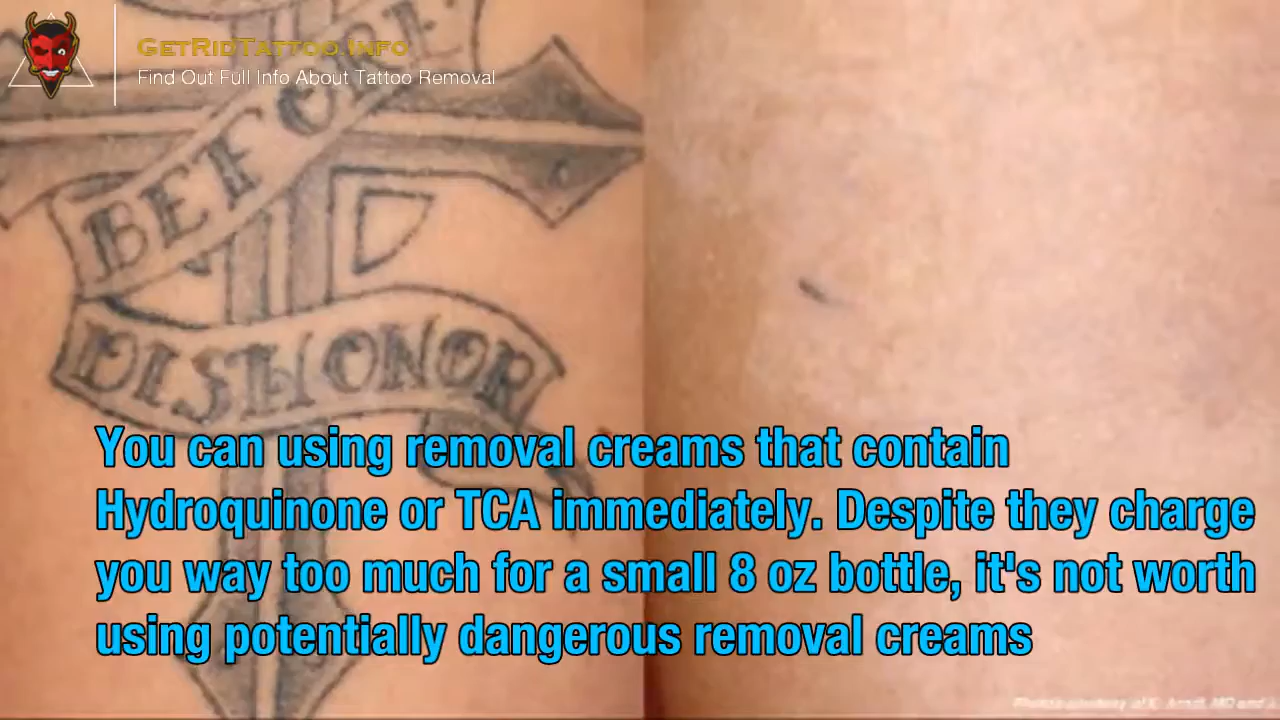 GetRidTattoo.Info
Find Out Full Info About Tattoo Removal
BEFORE
DISHONOR
You can using removal creams that contain
Hydroquinone or TCA immediately. Despite they charge
you way too much for a small 8 oz bottle, it's not worth
using potentially dangerous removal creams